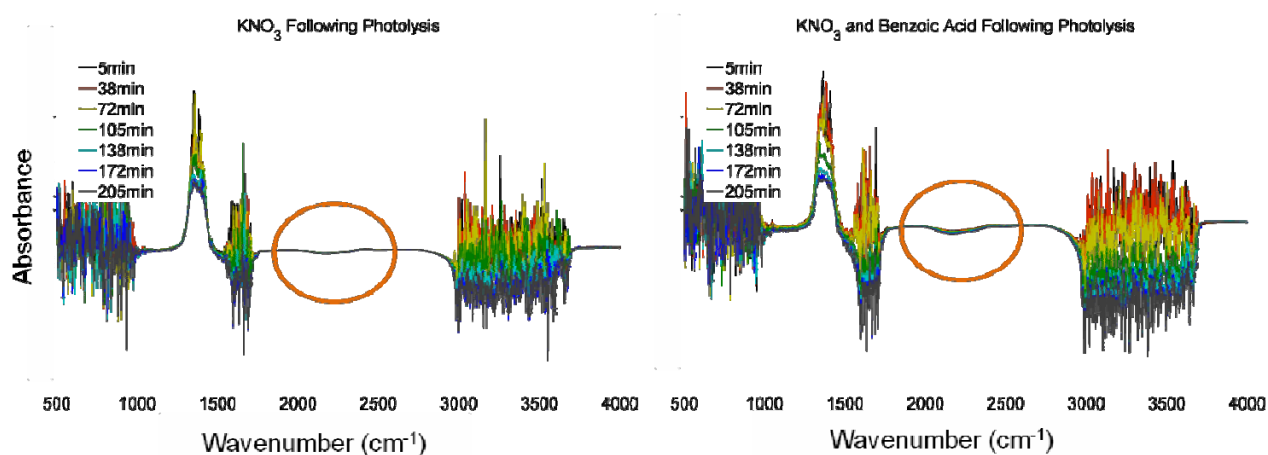 KNO3 Following Photolysis
5min
38min
72min
105min
138min
172min
205min
Absorbance
500 1000 1500 2000 2500 3000 3500 4000
Wavenumber (cm-1)
KNO3 and Benzoic Acid Following Photolysis
5min
38min
72min
105min
138min
172min
205min
500 1000 1500 2000 2500 3000 3500 4000
Wavenumber (cm-1)